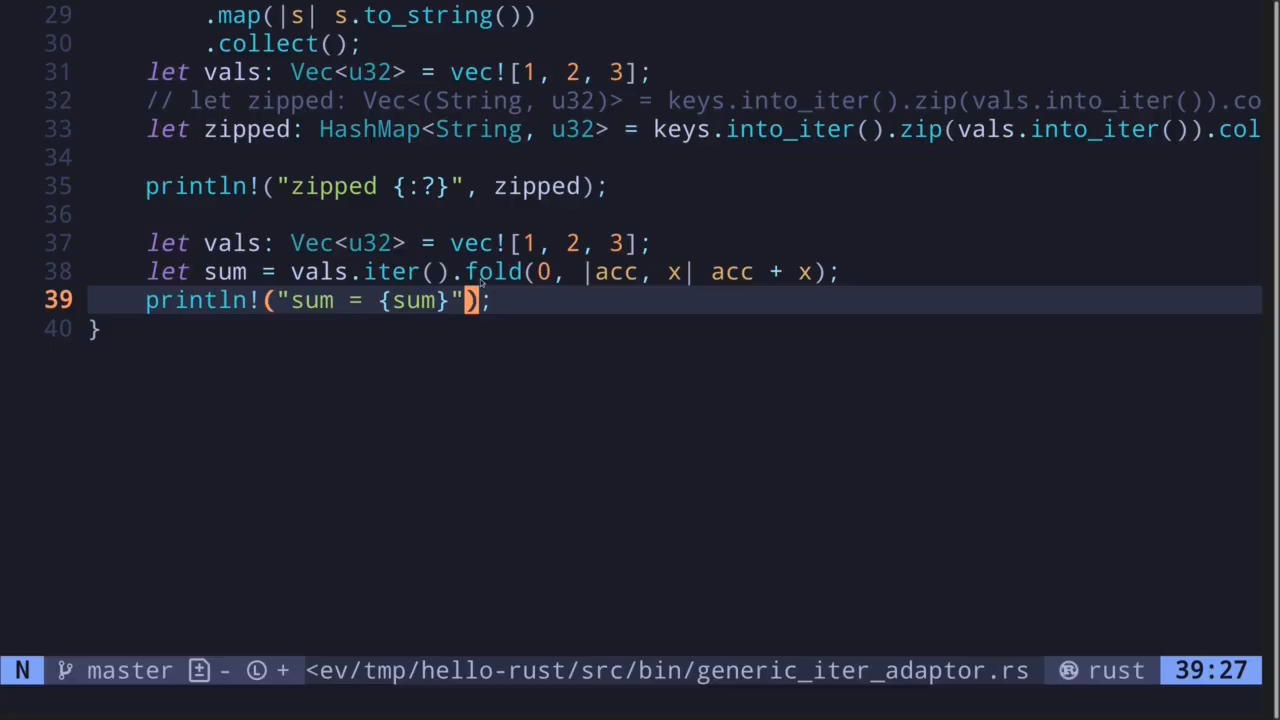 29 .map(|s| s.to_string())
30 .collect();
31 let vals: Vec<u32> = vec![1, 2, 3];
32 // let zipped: Vec<(String, u32)> = keys.into_iter().zip(vals.into_iter()).co
33 let zipped: HashMap<String, u32> = keys.into_iter().zip(vals.into_iter()).col
34
35 println!("zipped {:?}", zipped);
36
37 let vals: Vec<u32> = vec![1, 2, 3];
38 let sum = vals.iter().fold(0, |acc, x| acc + x);
39 println!("sum = {sum}");
40 }
N master - L + <ev/tmp/hello-rust/src/bin/generic_iter_adaptor.rs rust 39:27